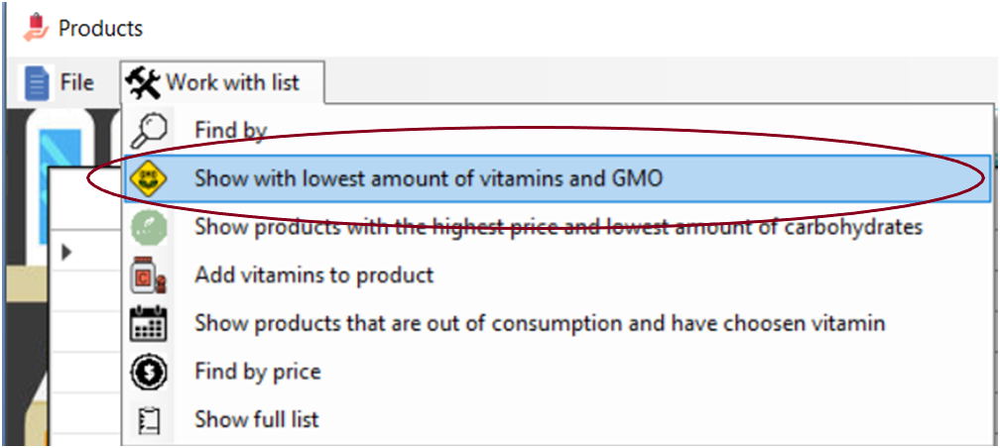 Products
File
Work with list
Find by
Show with lowest amount of vitamins and GMO
Show products with the highest price and lowest amount of carbohydrates
Add vitamins to product
Show products that are out of consumption and have choosen vitamin
Find by price
Show full list